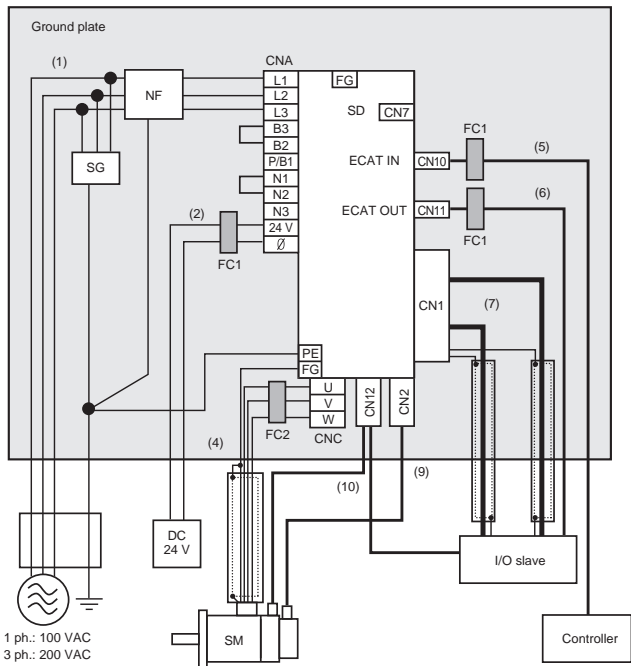 Ground plate
(1)
CNA
NF
SG
L1
L2
L3
B3
B2
P/B1
N1
N2
N3
24 V
Ø
FG
SD
CN7
ECAT IN
CN10
FC1
(5)
ECAT OUT
CN11
FC1
(6)
(2)
FC1
CN1
(7)
PE
FG
U
V
W
CNC
FC2
CN12
CN2
(4)
(10)
(9)
DC
24 V
I/O slave
SM
Controller
1 ph.: 100 VAC
3 ph.: 200 VAC